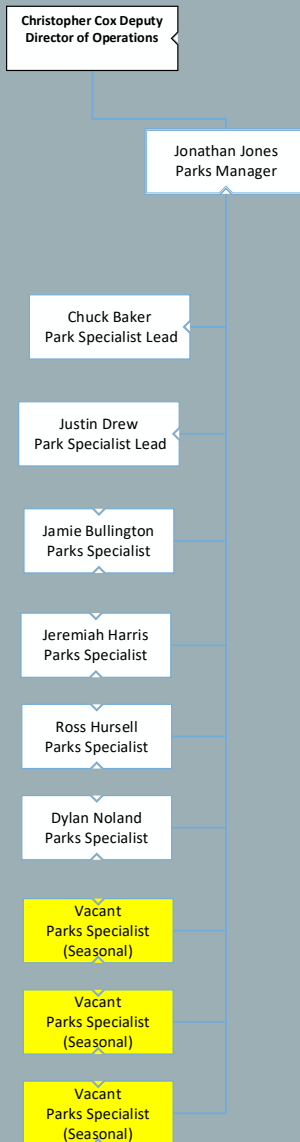 Christopher Cox Deputy
Director of Operations
Jonathan Jones
Parks Manager
Chuck Baker
Park Specialist Lead
Justin Drew
Park Specialist Lead
Jamie Bullington
Parks Specialist
Jeremiah Harris
Parks Specialist
Ross Hursell
Parks Specialist
Dylan Noland
Parks Specialist
Vacant
Parks Specialist
(Seasonal)
Vacant
Parks Specialist
(Seasonal)
Vacant
Parks Specialist
(Seasonal)